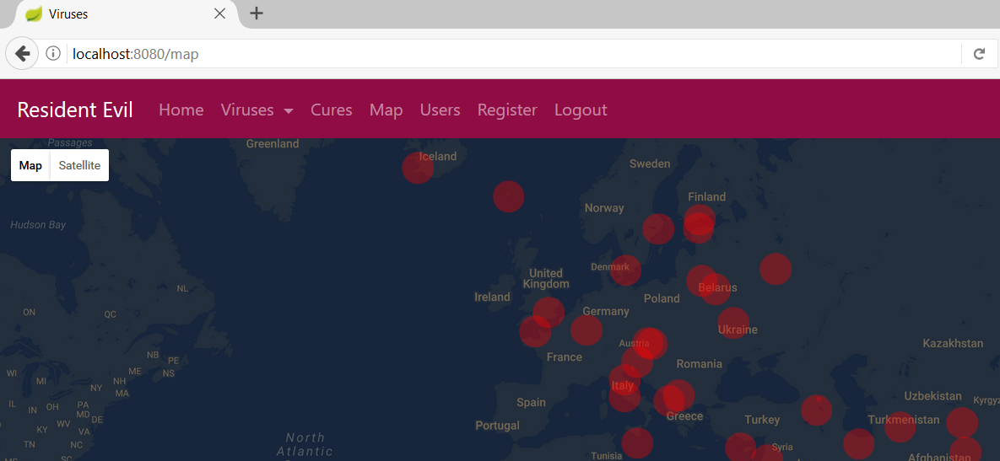 Viruses
localhost:8080/map
Resident Evil Home Viruses Cures Map Users Register Logout
Passages
Greenland
Map Satellite
Iceland
Sweden
Finland
Norway
Hudson Bay
Denmark
United
Kingdom
NL
Belarus
Ireland
Poland
ON
QC
Germany
Ukraine
Austria
Kazakhstan
NB
PE
France
Romania
WI
ME
NS
MI
NH
NY
MA
Italy
Uzbekistan
Kyrgyz
IL
IN
OH
PA
MD
DE
Spain
Greece
Turkey
Turkmenistan
KY
WV
VA
Portugal
TN
NC
North
Atlantic
Syria
Tunisia
Afghanistan
MS
SC